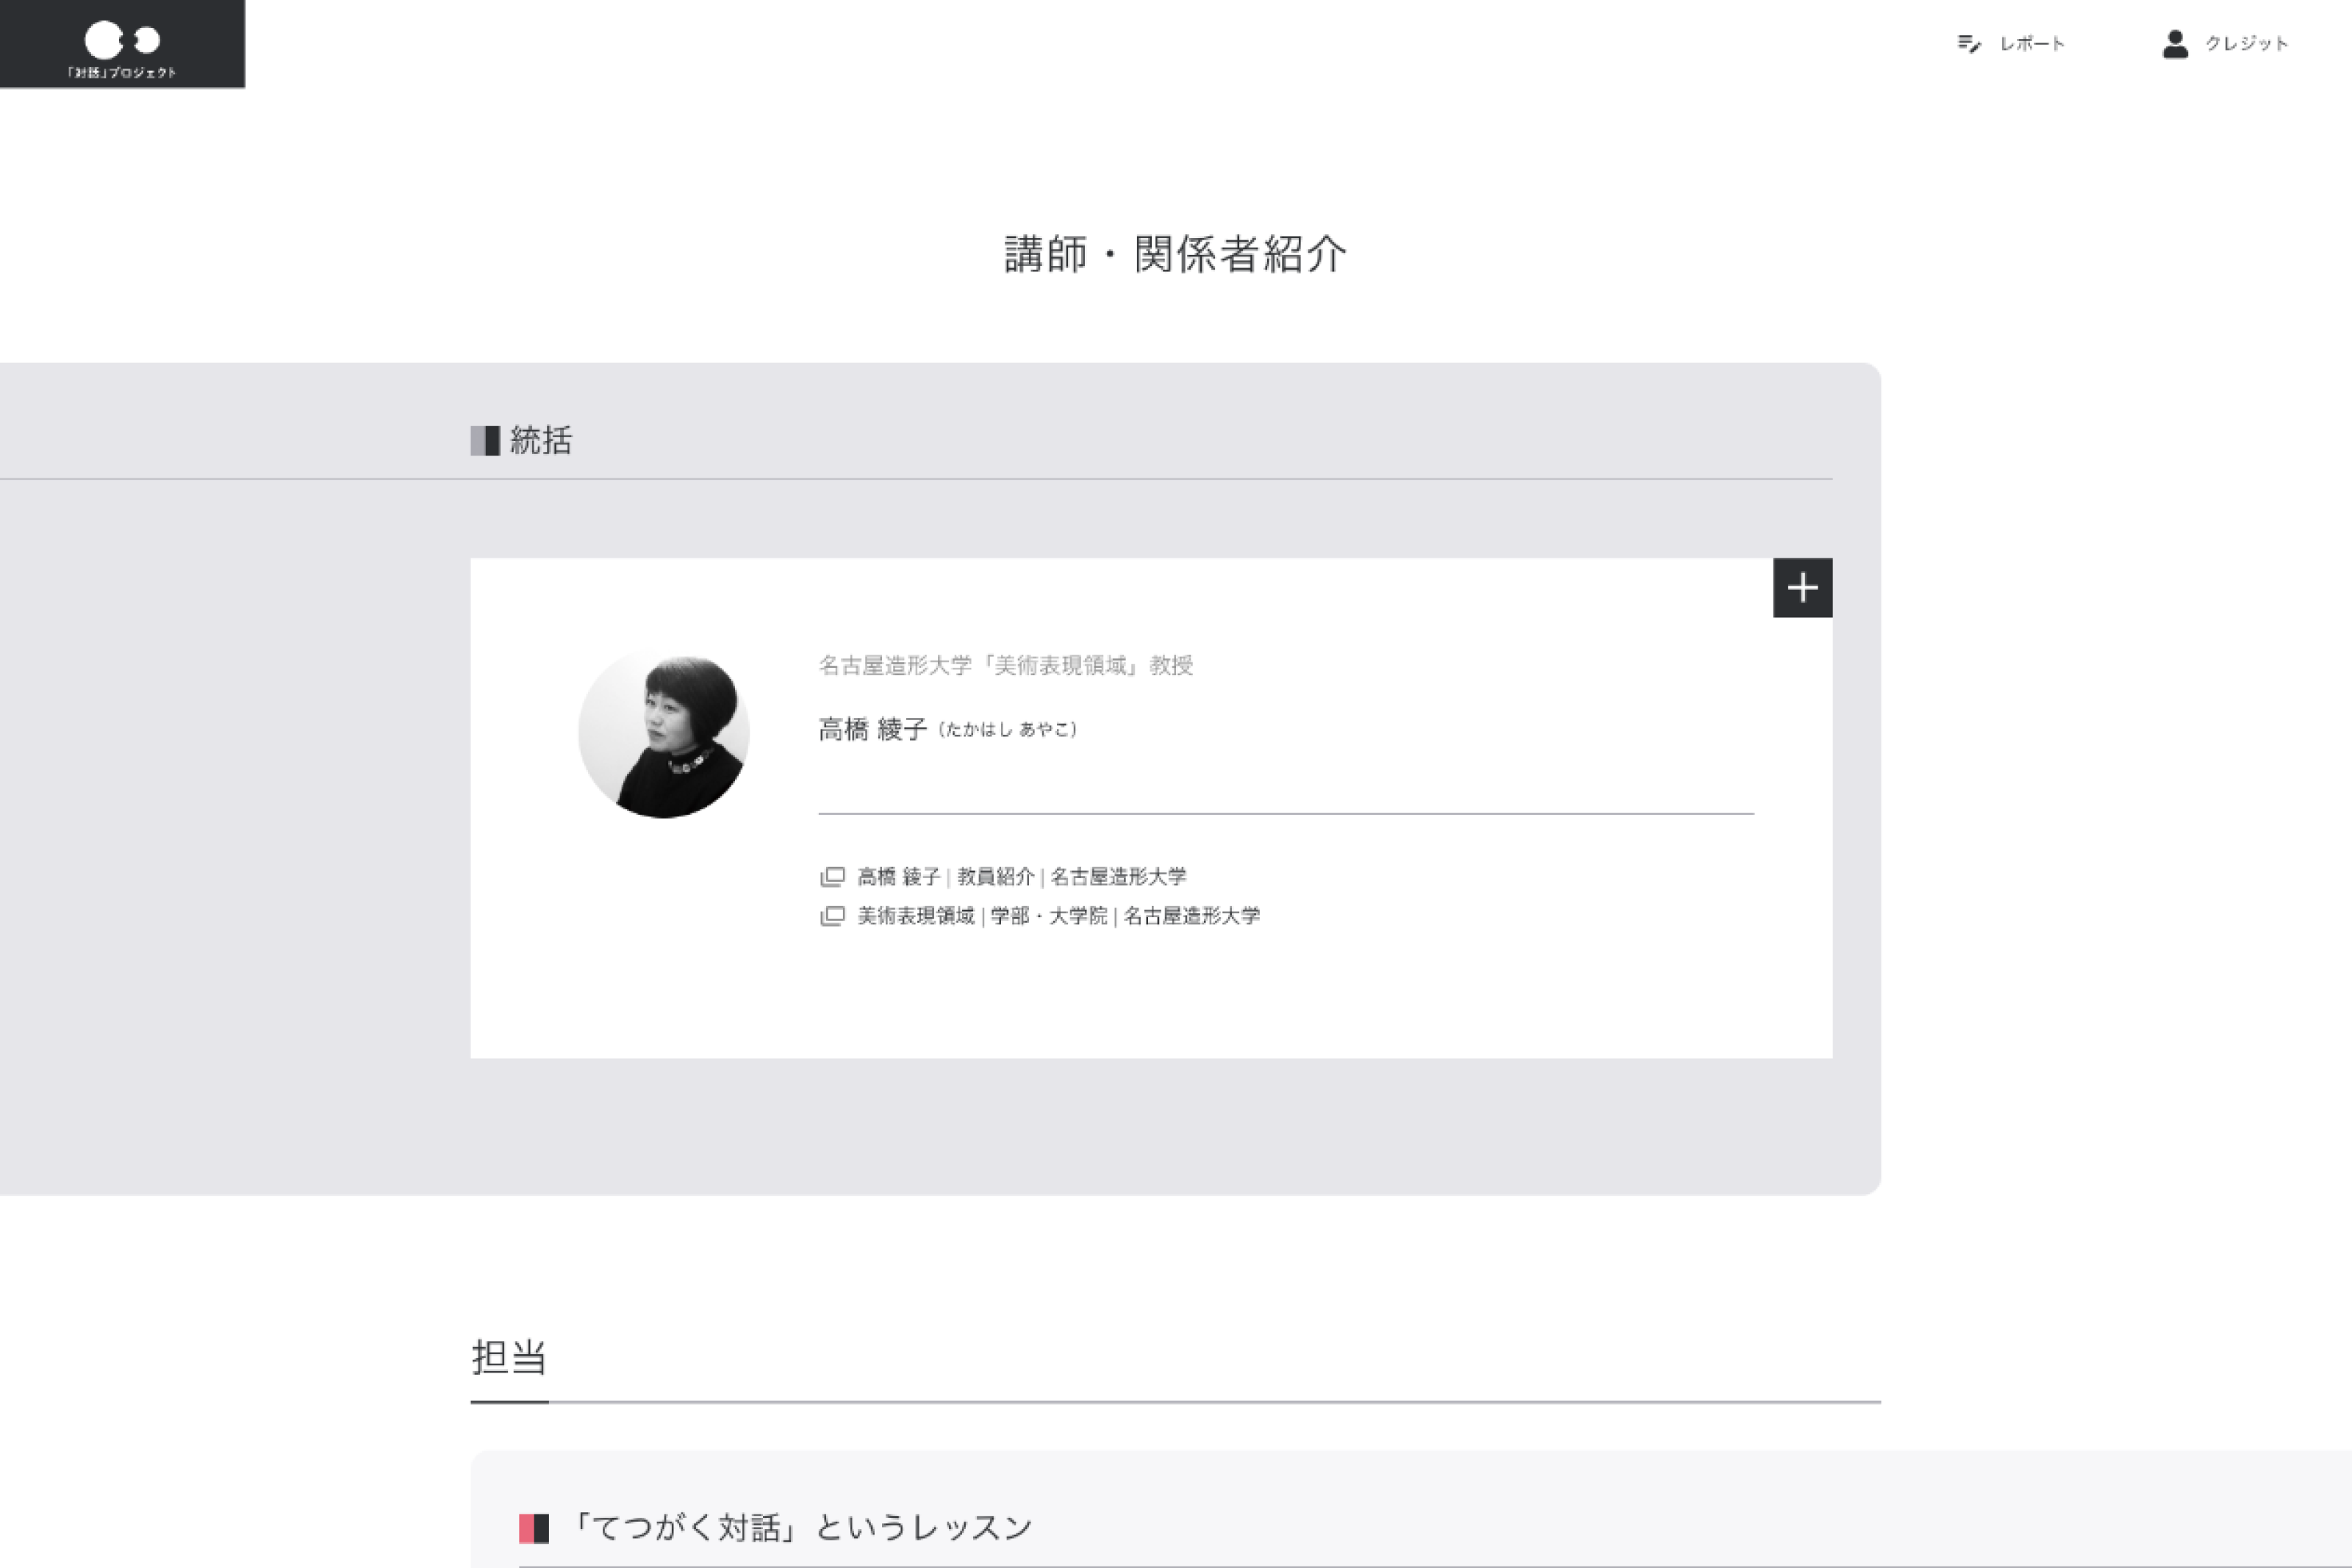 「対話」プロジェクト
レポート
クレジット
講師・関係者紹介
統括
名古屋造形大学「美術表現領域」教授
高橋 綾子（たかはし あやこ）
高橋 綾子 | 教員紹介 | 名古屋造形大学
美術表現領域 | 学部・大学院 | 名古屋造形大学
担当
「てつがく対話」というレッスン